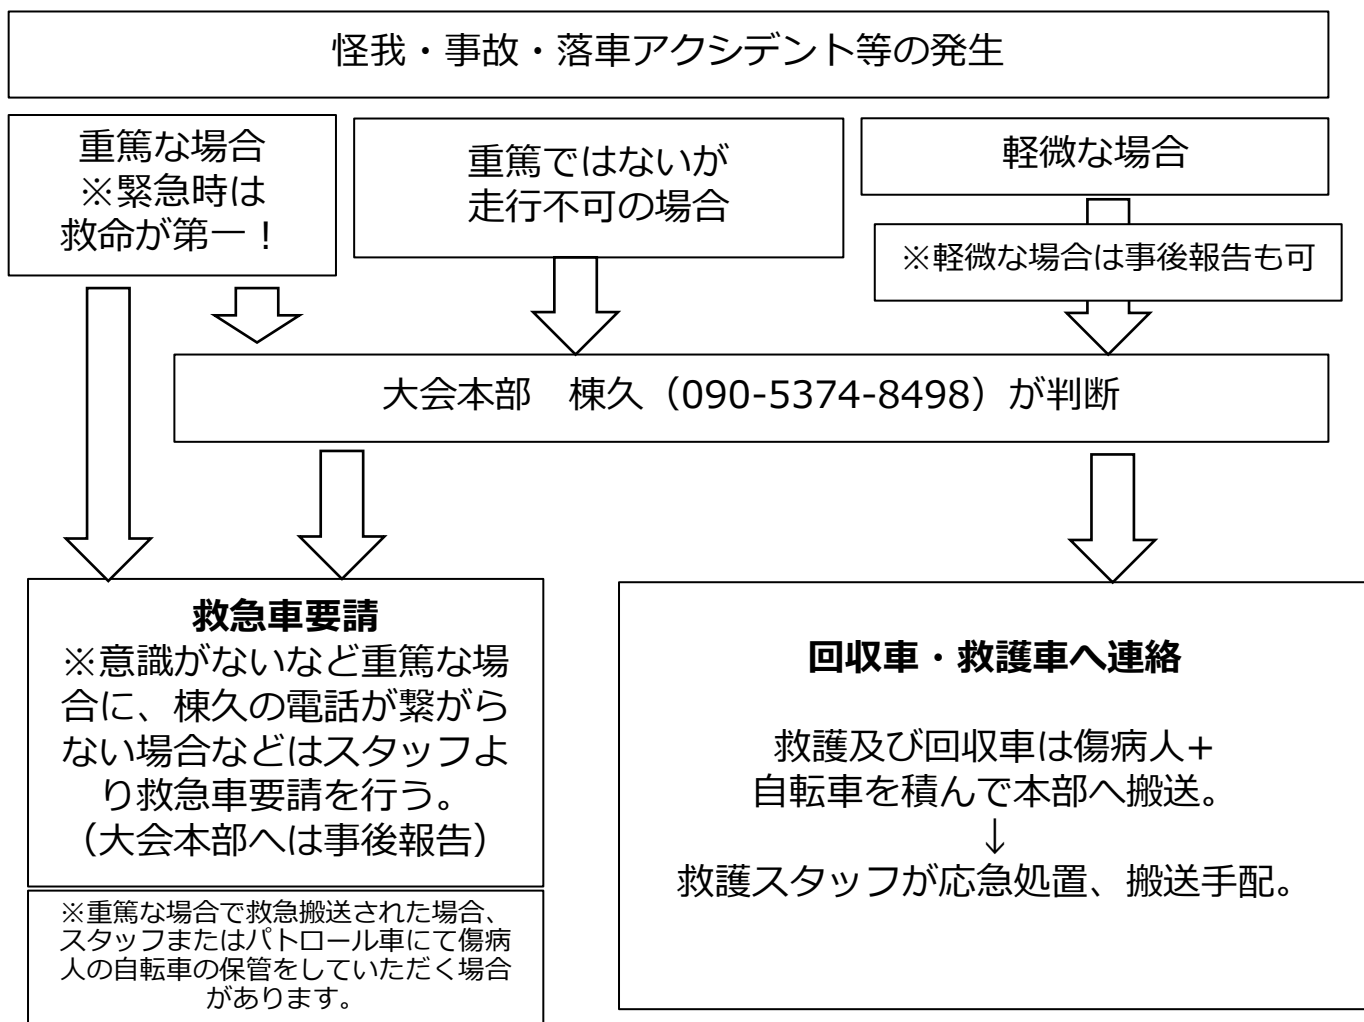 怪我・事故・落車アクシデント等の発生
重篤な場合
※緊急時は
救命が第一！
重篤ではないが
走行不可の場合
軽微な場合
※軽微な場合は事後報告も可
大会本部　棟久（090-5374-8498）が判断
救急車要請
※意識がないなど重篤な場
合に、棟久の電話が繋がら
ない場合などはスタッフよ
り救急車要請を行う。
（大会本部へは事後報告）
※重篤な場合で救急搬送された場合、
スタッフまたはパトロール車にて傷病
人の自転車の保管をしていただく場合
があります。
回収車・救護車へ連絡
救護及び回収車は傷病人+
自転車を積んで本部へ搬送。
↓
救護スタッフが応急処置、搬送手配。